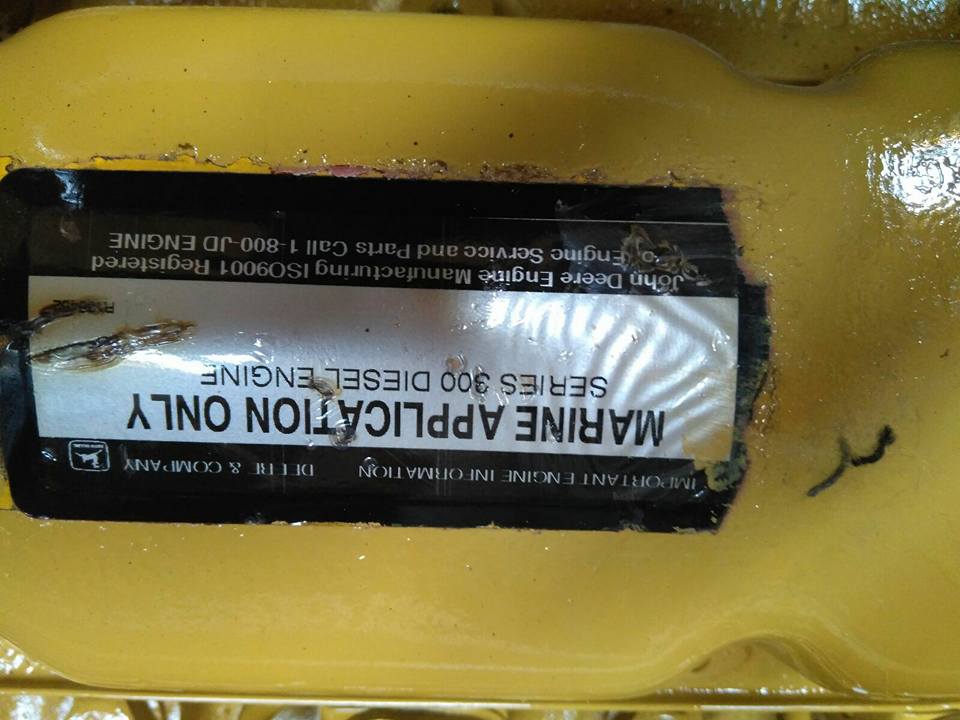 IMPORTANT ENGINE INFORMATION DEERE & COMPANY
MARINE APPLICATION ONLY
SERIES 300 DIESEL ENGINE
John Deere Engine Manufacturing ISO9001 Registered
Engine Service and Parts Call 1-800-JD ENGINE